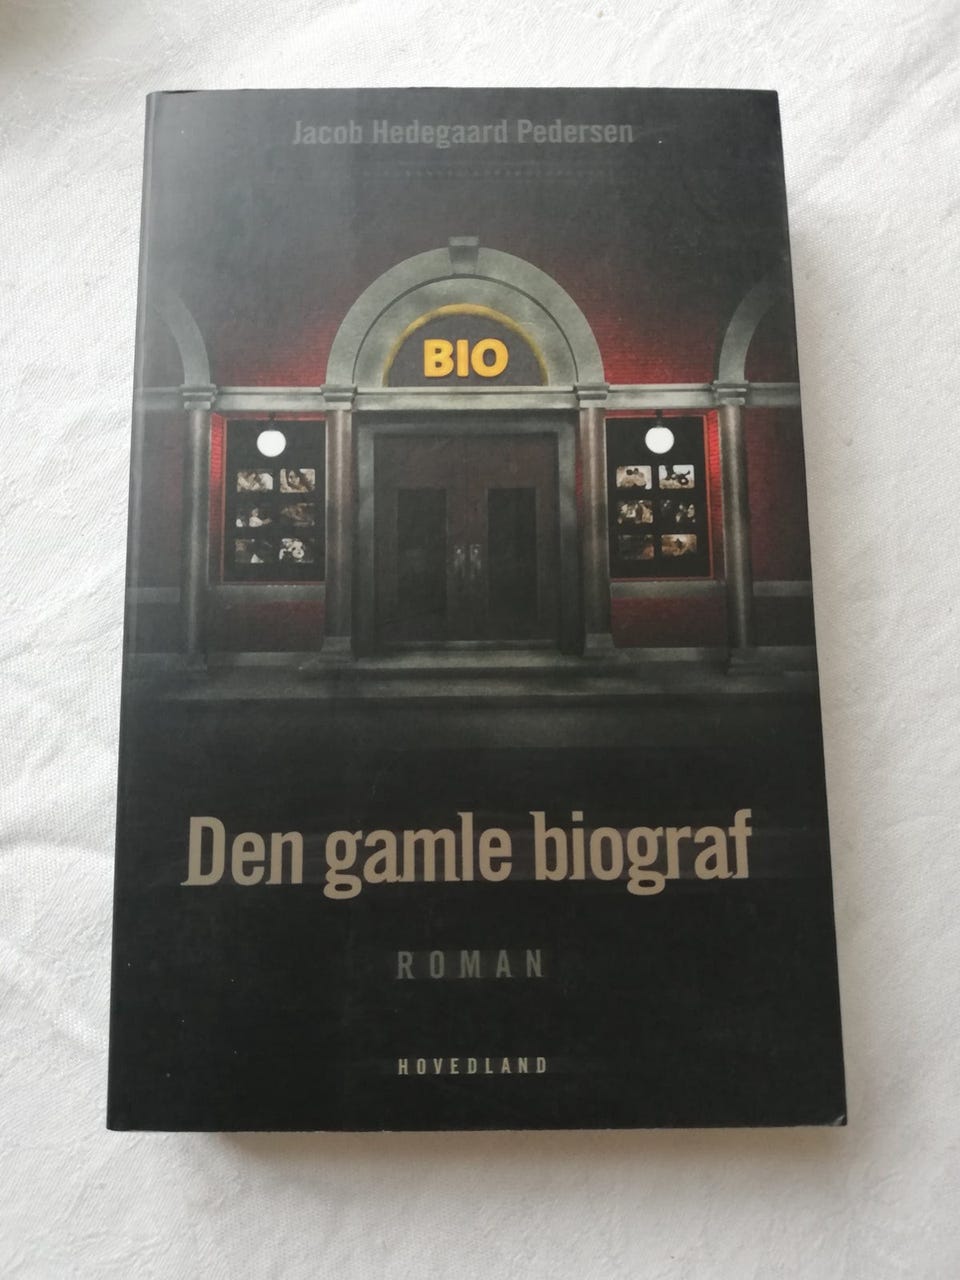 Jacob Hedegaard Pedersen
BIO
Den gamle biograf
ROMAN
HOVEDLAND